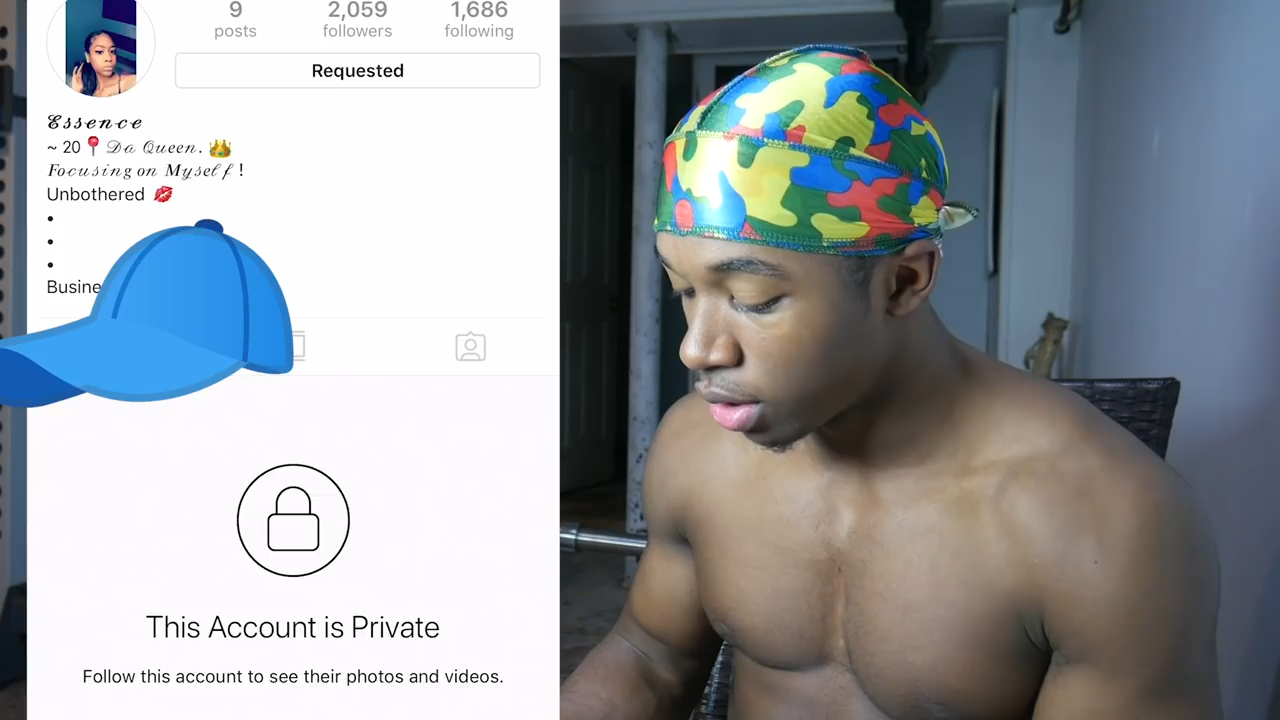 9 2,059 1,686
posts followers following
Requested
Essence
~ 20📍Da Queen. 👑
Focusing on Myself !
Unbothered 💋
•
•
•
This Account is Private
Follow this account to see their photos and videos.